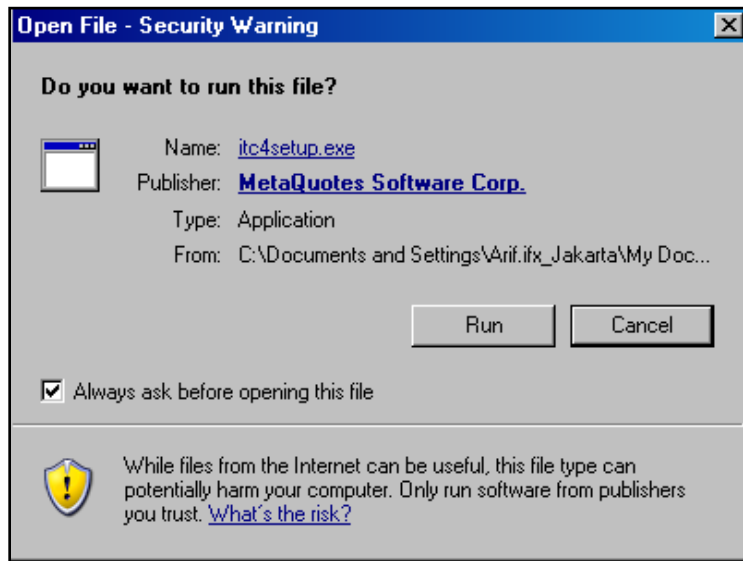 Open File - Security Warning
Do you want to run this file?
Name: itc4setup.exe
Publisher: MetaQuotes Software Corp.
Type: Application
From: C:\Documents and Settings\Arif.ifx_Jakarta\My Doc...
Run Cancel
Always ask before opening this file
While files from the Internet can be useful, this file type can
potentially harm your computer. Only run software from publishers
you trust. What's the risk?